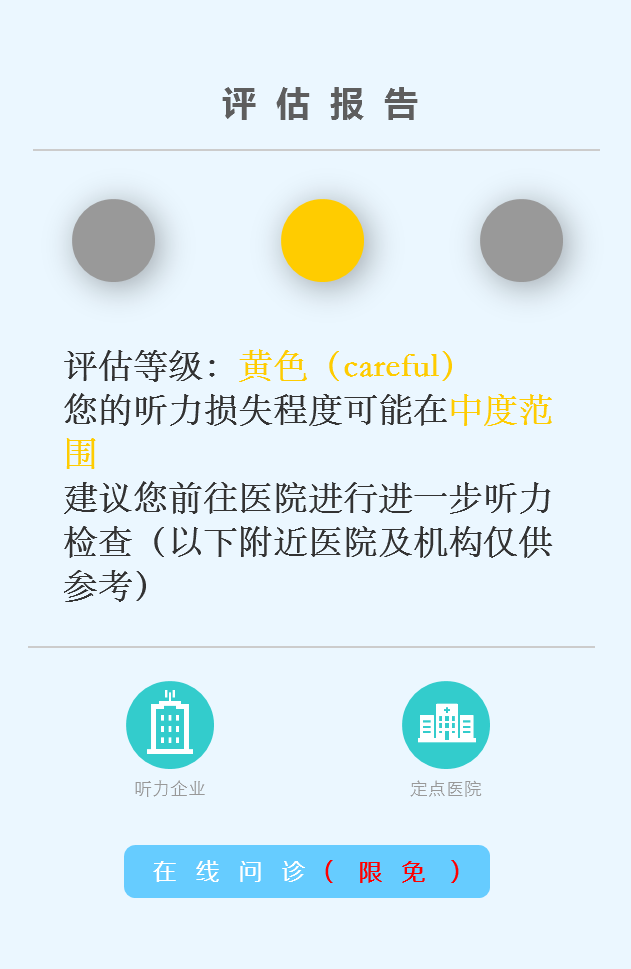 评估报告
评估等级：黄色（careful）
您的听力损失程度可能在中度范
围
建议您前往医院进行进一步听力
检查（以下附近医院及机构仅供
参考）
听力企业
定点医院
在线问诊（限免）